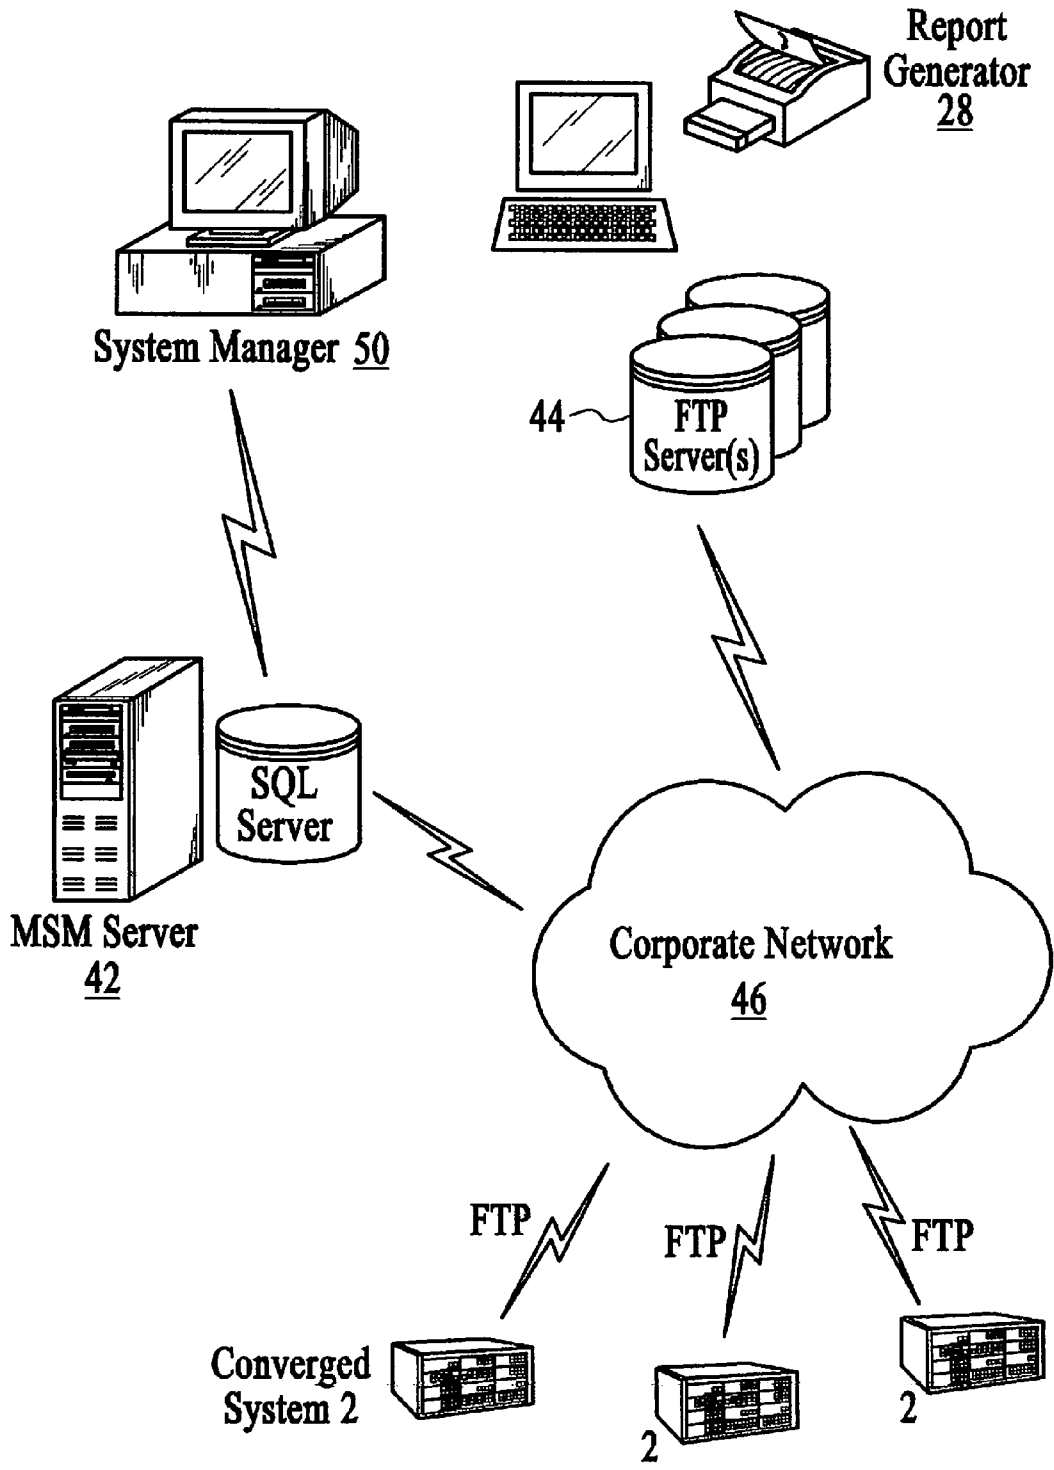 Report
Generator
28
System Manager 50
44
FTP
Server(s)
SQL
Server
MSM Server
42
Corporate Network
46
FTP
FTP
FTP
Converged
System 2
2
2